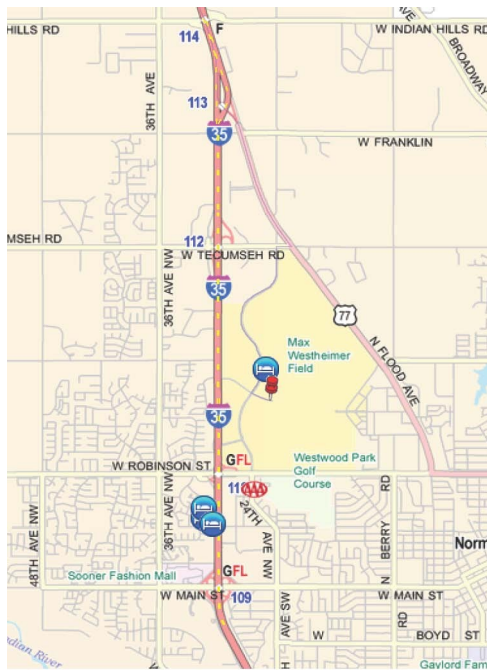 AVE
F
HILLS RD
W INDIAN HILLS RD
114
BROADWAY
36TH AVE
113
35
W FRANKLIN
MSEH RD
112
W TECUMSEH RD
36TH AVE NW
35
77
Max
Westheimer
Field
N FLOOD AVE
35
GFL
Westwood Park
Golf
Course
W ROBINSON ST
AAA
24TH AVE NW
36TH AVE NW
48TH AVE NW
N BERRY RD
Norm
Sooner Fashion Mall
GFL
W MAIN ST
109
W MAIN ST
AVE SW
RD
W BOYD ST
ndian River
Gaylord Fam